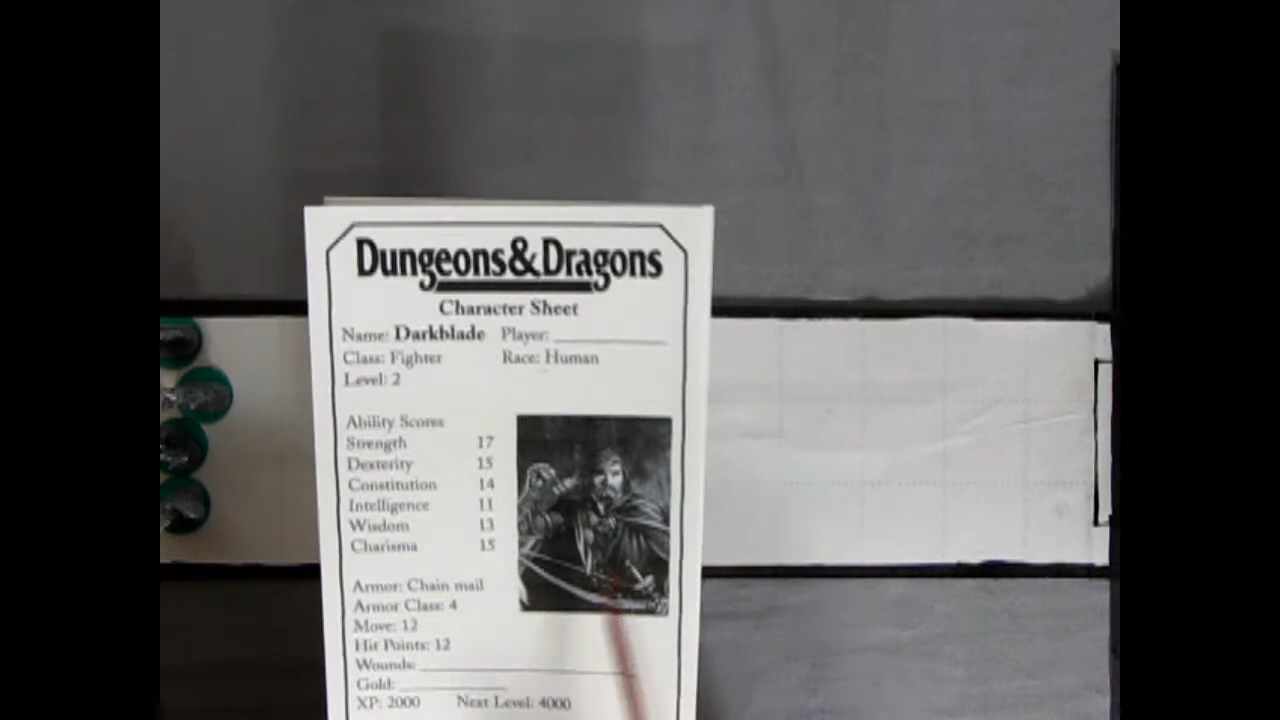 Dungeons&Dragons
Character Sheet
Name: Darkblade Player:
Class: Fighter Race: Human
Level: 2
Ability Scores
Strength 17
Dexterity 15
Constitution 14
Intelligence 11
Wisdom 13
Charisma 15
Armor: Chain mail
Armor Class: 4
Move: 12
Hit Points: 12
Wounds:
Gold:
XP: 2000 Next Level: 4000